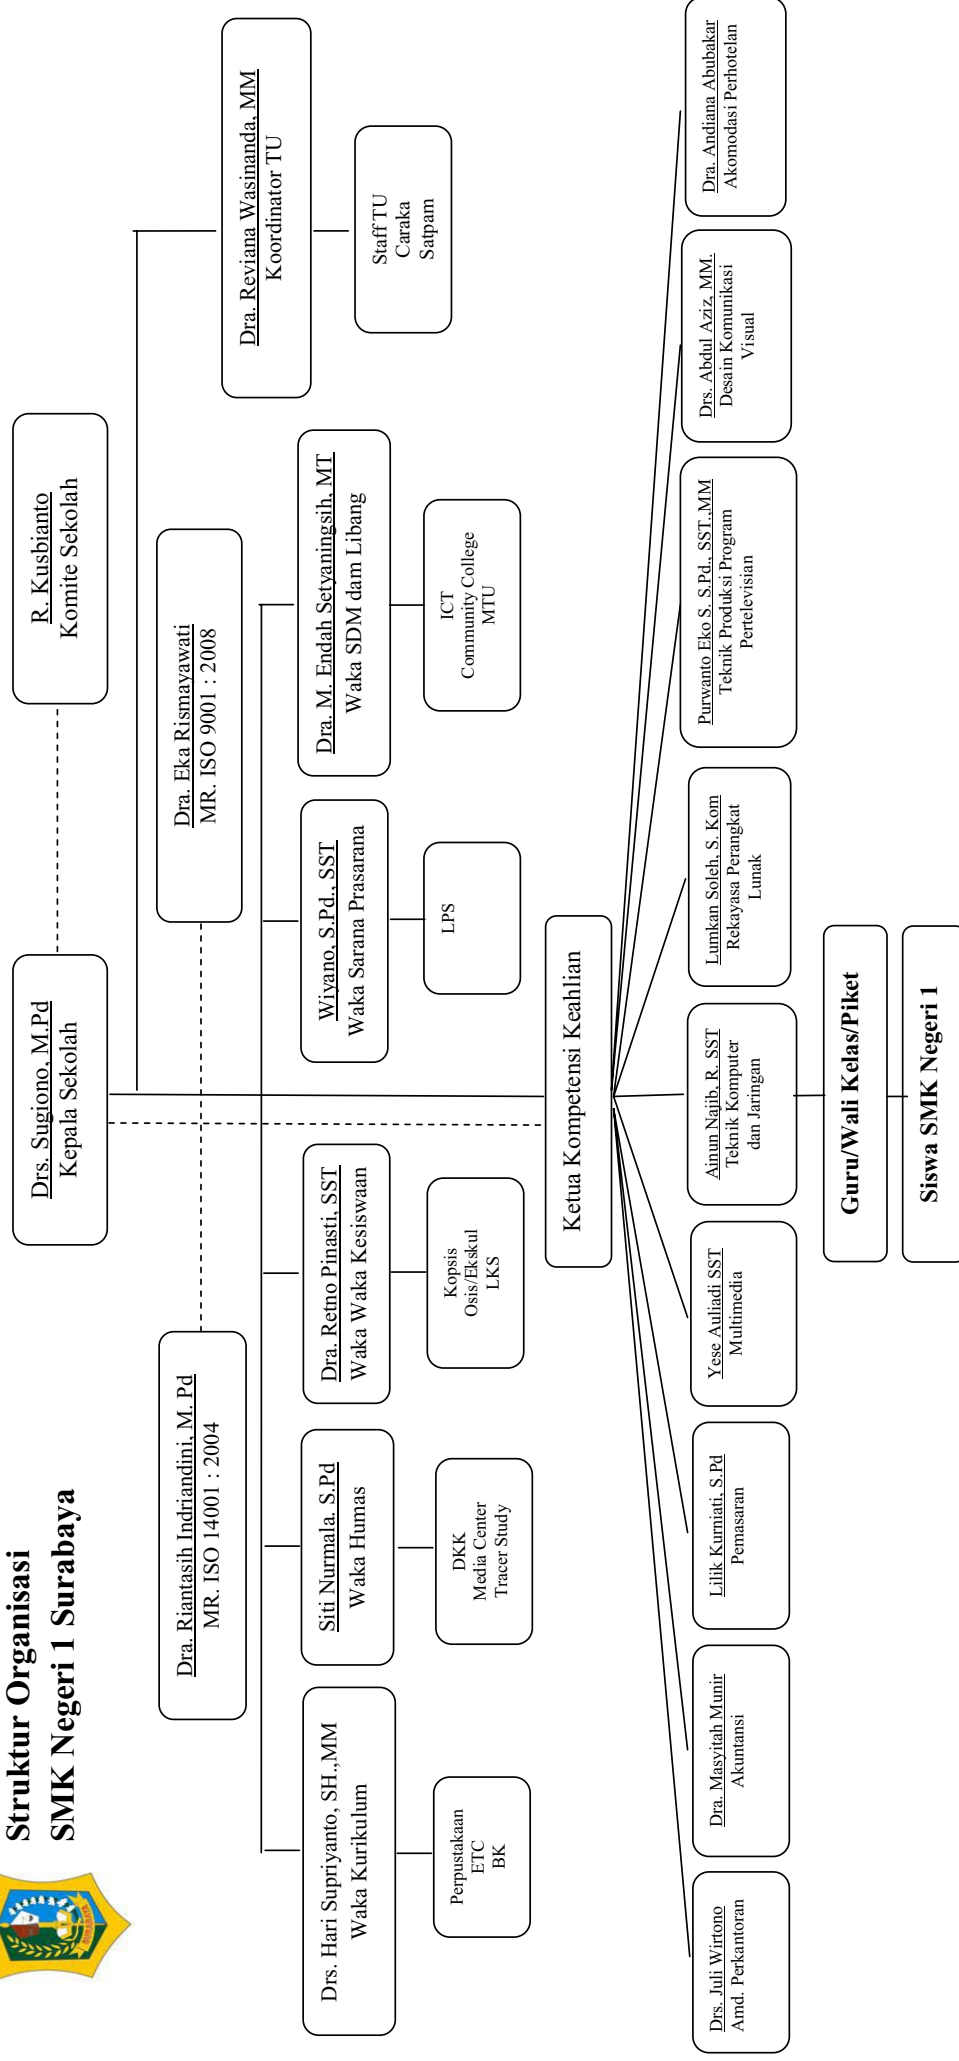 Struktur Organisasi
SMK Negeri 1 Surabaya
SURABAYA
Drs. Sugiono, M.Pd
Kepala Sekolah
R. Kusbianto
Komite Sekolah
Dra. Riantasih Indriandini, M. Pd
MR. ISO 14001 : 2004
Dra. Eka Rismayawati
MR. ISO 9001 : 2008
Dra. Reviana Wasinanda, MM
Koordinator TU
Staff TU
Caraka
Satpam
Drs. Hari Supriyanto, SH.,MM
Waka Kurikulum
Siti Nurmala. S.Pd
Waka Humas
Dra. Retno Pinasti, SST
Waka Waka Kesiswaan
Wiyano, S.Pd., SST
Waka Sarana Prasarana
Dra. M. Endah Setyaningsih, MT
Waka SDM dam Libang
Perpustakaan
ETC
BK
DKK
Media Center
Tracer Study
Kopsis
Osis/Ekskul
LKS
LPS
ICT
Community College
MTU
Ketua Kompetensi Keahlian
Drs. Juli Wirtono
Amd. Perkantoran
Dra. Masyitah Munir
Akuntansi
Lilik Kurniati, S.Pd
Pemasaran
Yese Auliadi SST
Multimedia
Ainun Najib, R. SST
Teknik Komputer
dan Jaringan
Lumkan Soleh, S. Kom
Rekayasa Perangkat
Lunak
Purwanto Eko S. S.Pd., SST.,MM
Teknik Produksi Program
Pertelevisian
Drs. Abdul Aziz, MM.
Desain Komunikasi
Visual
Dra. Andiana Abubakar
Akomodasi Perhotelan
Guru/Wali Kelas/Piket
Siswa SMK Negeri 1